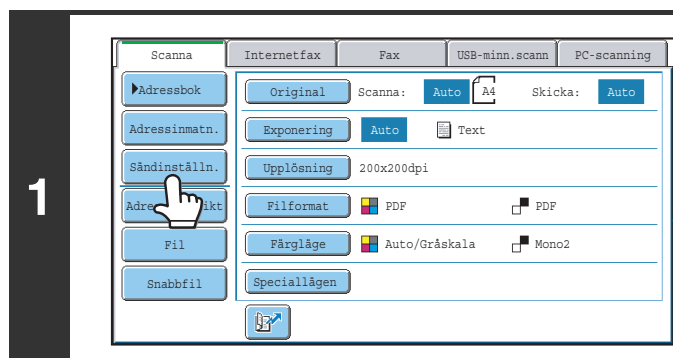 1
Scanna Internetfax Fax USB-minn.scann PC-scanning
Adressbok Original Scanna: Auto A4 Skicka: Auto
Adressinmatn. Exponering Auto Text
Sändinställn. Upplösning 200x200dpi
Filformat PDF PDF
Fil Färgläge Auto/Gråskala Mono2
Snabbfil Speciallägen